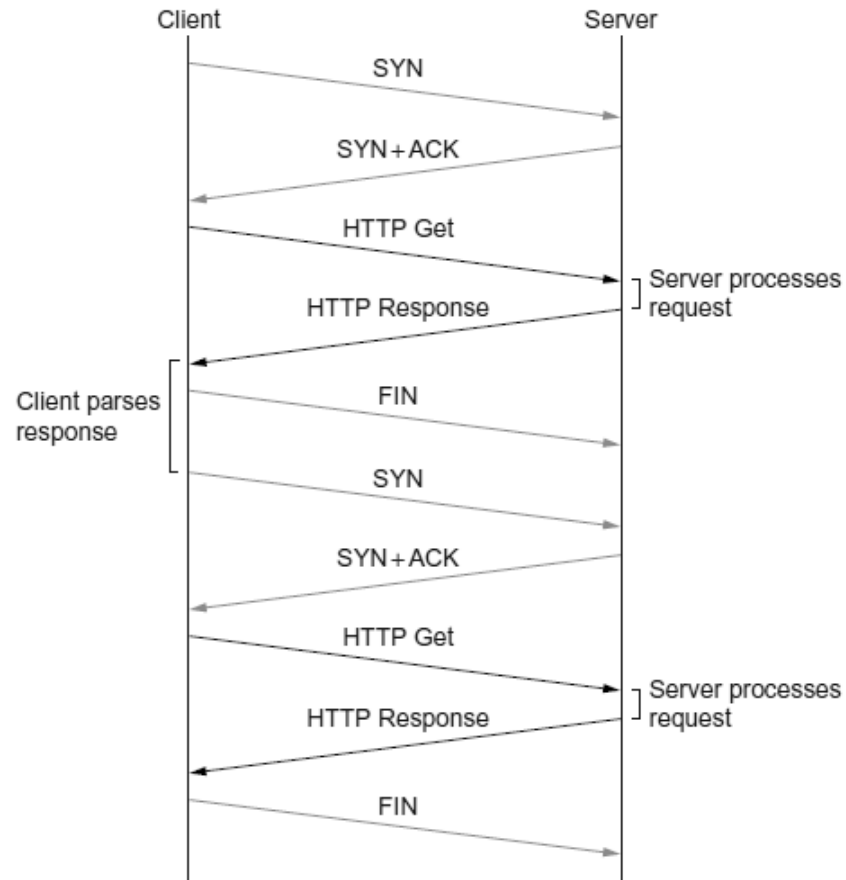 Client
Server
SYN
SYN+ACK
HTTP Get
Server processes
request
HTTP Response
Client parses
response
FIN
SYN
SYN+ACK
HTTP Get
Server processes
request
HTTP Response
FIN